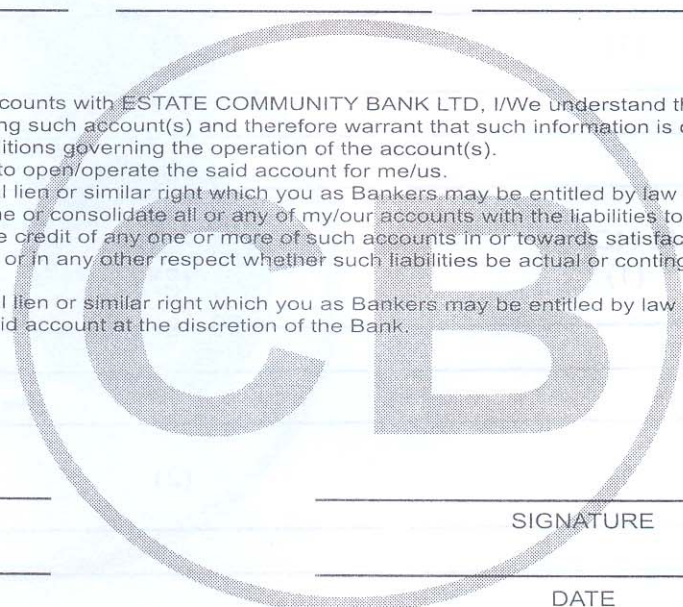 counts with ESTATE COMMUNITY BANK LTD, I/We understand th
ng such account(s) and therefore warrant that such information is c
itions governing the operation of the account(s).
to open/operate the said account for me/us.
l lien or similar right which you as Bankers may be entitled by law
e or consolidate all or any of my/our accounts with the liabilities to
e credit of any one or more of such accounts in or towards satisfac
or in any other respect whether such liabilities be actual or conting
l lien or similar right which you as Bankers may be entitled by law
id account at the discretion of the Bank.
CB
SIGNATURE
DATE